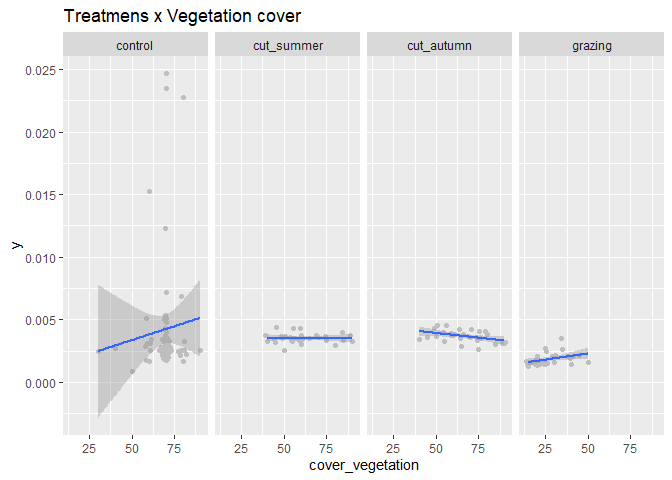 Treatmens x Vegetation cover
control cut_summer cut_autumn grazing
0.025
0.020
0.015
0.010
0.005
0.000
y
25 50 75 25 50 75 25 50 75 25 50 75
cover_vegetation